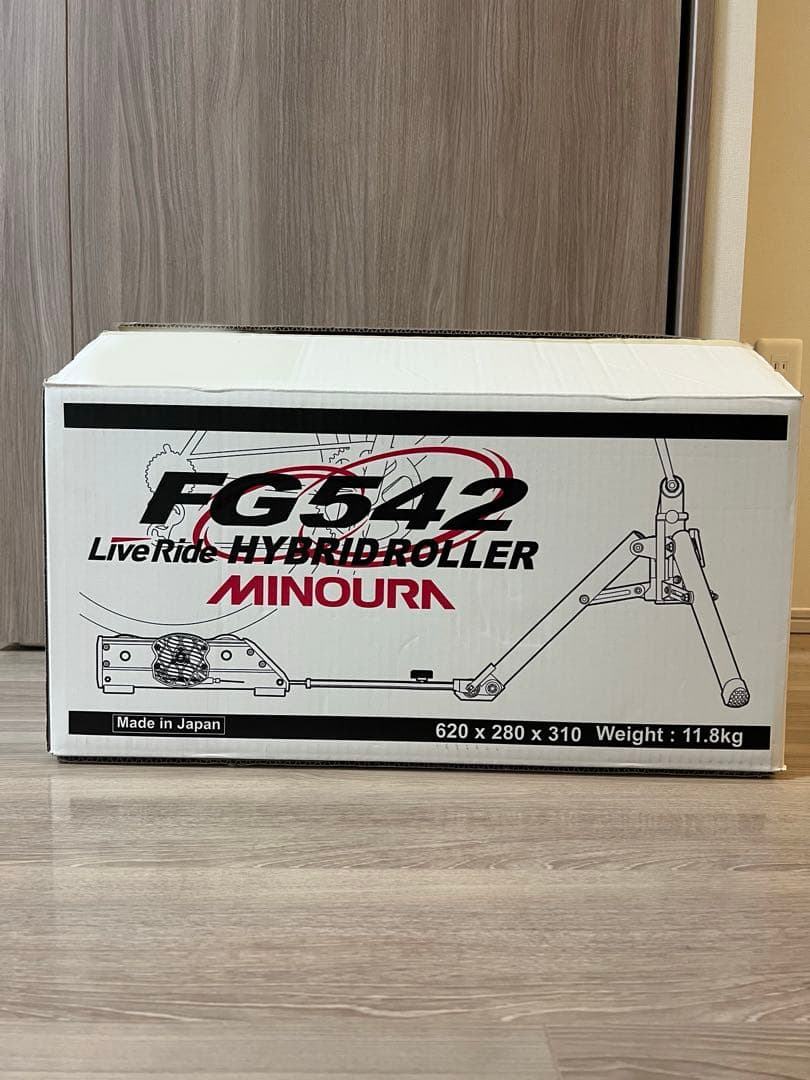 FG542
LiveRide HYBRID ROLLER
MINOURA
Made in Japan
620 x 280 x 310 Weight : 11.8kg